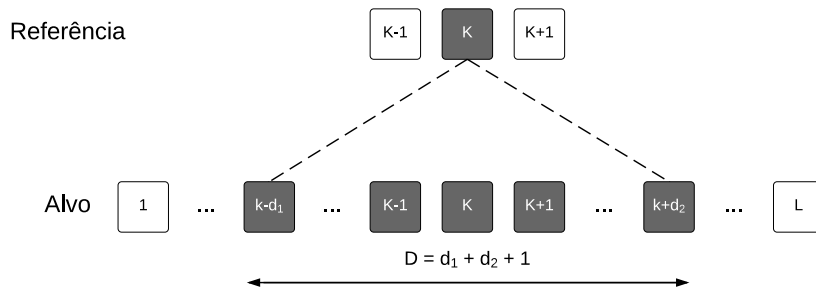 Referência K-1 K K+1
Alvo 1 ... k-d₁ ... K-1 K K+1 ... k+d₂ ... L
D = d₁ + d₂ + 1